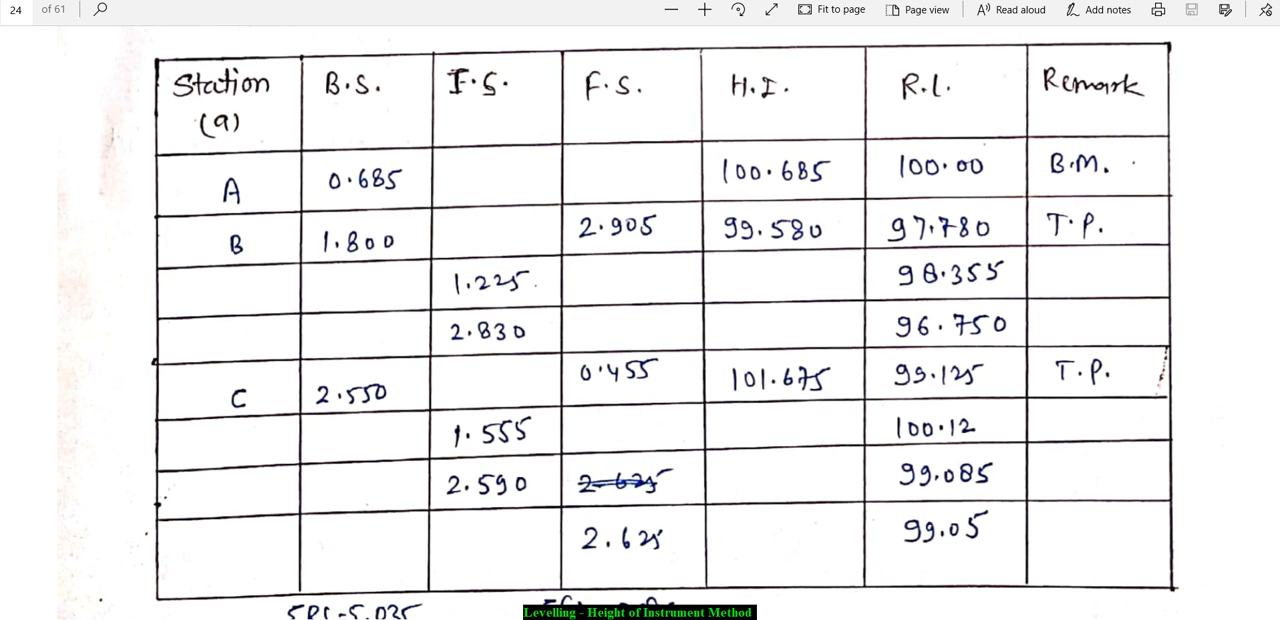 24 of 61 Fit to page Page view Read aloud Add notes
Station B.S. I.S. F.S. H.I. R.L. Remark
(a)
A 0.685 100.685 100.00 B.M.
B 1.800 2.905 99.580 97.780 T.P.
1.225 98.355
2.830 96.750
C 2.550 0.455 101.675 99.125 T.P.
1.555 100.12
2.590 2.625 99.085
2.625 99.05
Levelling - Height of Instrument Method